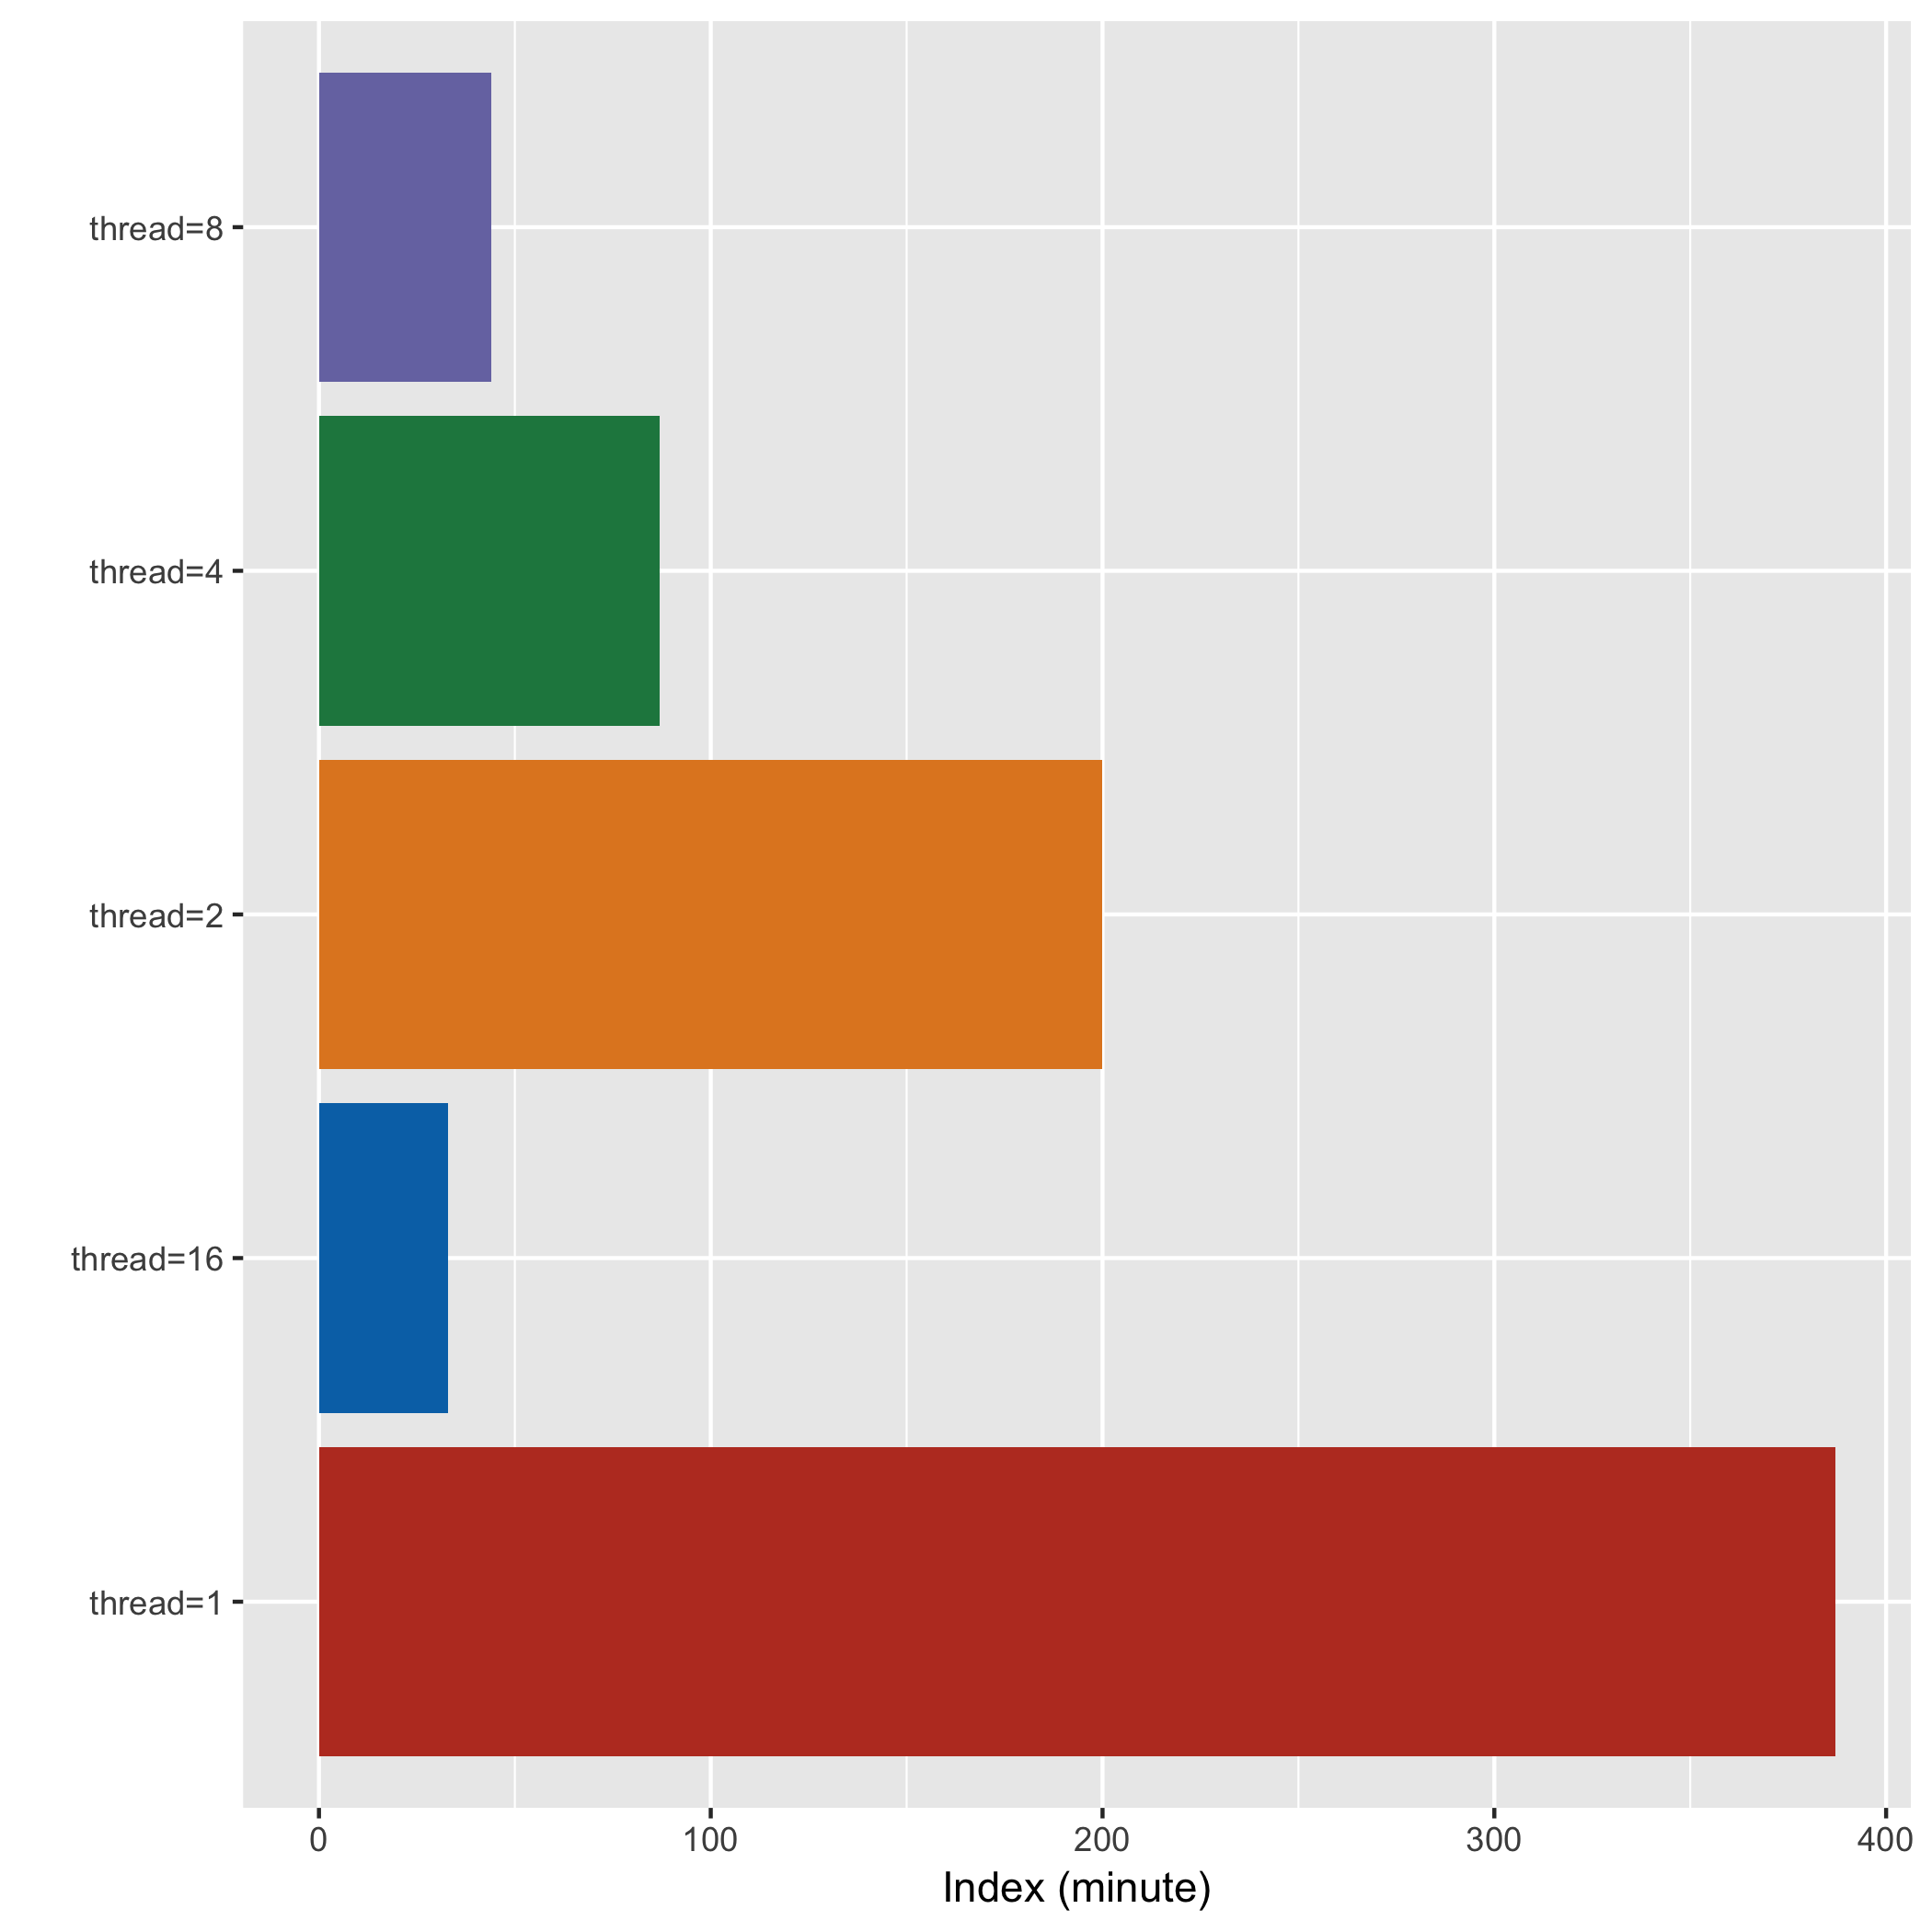 thread=8
thread=4
thread=2
thread=16
thread=1
0 100 200 300 400
Index (minute)